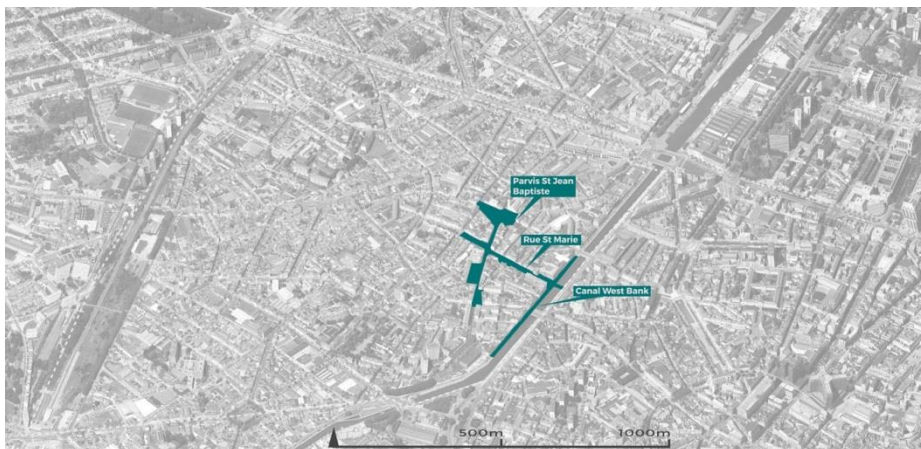 Parvis St Jean
Baptiste
Rue St Marie
Canal West Bank
500m
1000m